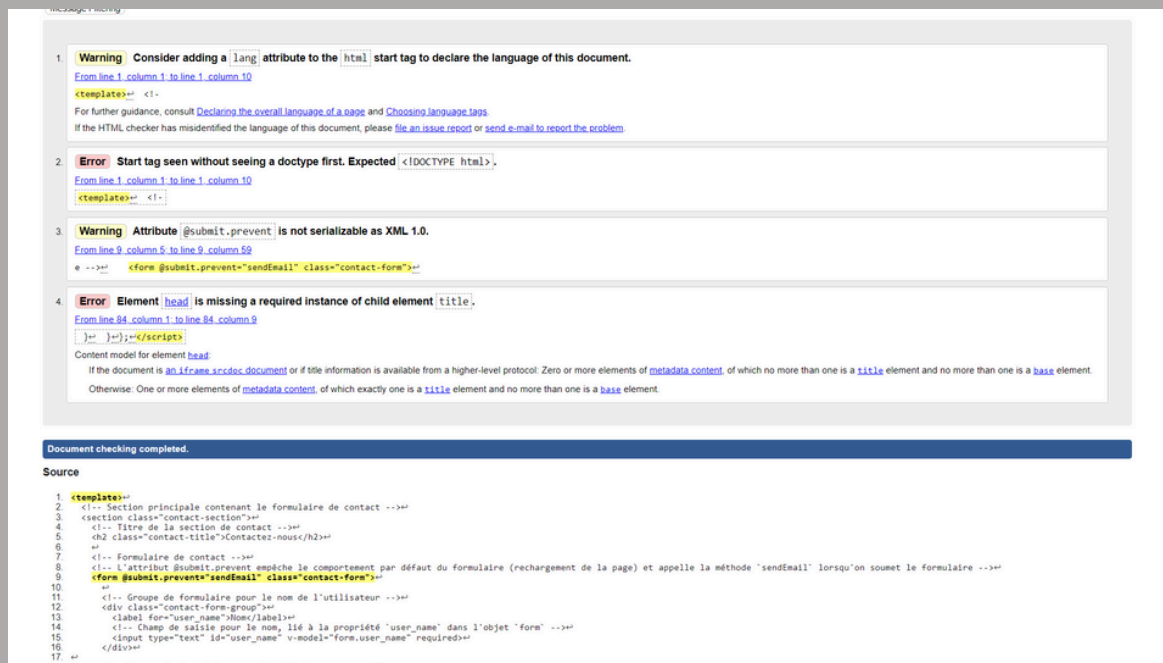 Message Filtering
1. Warning Consider adding a lang attribute to the html start tag to declare the language of this document.
From line 1, column 1; to line 1, column 10
<template>↩ <!-
For further guidance, consult Declaring the overall language of a page and Choosing language tags.
If the HTML checker has misidentified the language of this document, please file an issue report or send e-mail to report the problem.
2. Error Start tag seen without seeing a doctype first. Expected <!DOCTYPE html>.
From line 1, column 1; to line 1, column 10
<template>↩ <!-
3. Warning Attribute @submit.prevent is not serializable as XML 1.0.
From line 9, column 5; to line 9, column 59
e -->↩ <form @submit.prevent="sendEmail" class="contact-form">↩
4. Error Element head is missing a required instance of child element title.
From line 84, column 1; to line 84, column 9
}↩ }↩};↩</script>
Content model for element head:
If the document is an iframe srcdoc document or if title information is available from a higher-level protocol: Zero or more elements of metadata content, of which no more than one is a title element and no more than one is a base element.
Otherwise: One or more elements of metadata content, of which exactly one is a title element and no more than one is a base element.
Document checking completed.
Source
1. <template>↩
2. <!-- Section principale contenant le formulaire de contact -->↩
3. <section class="contact-section">↩
4. <!-- Titre de la section de contact -->↩
5. <h2 class="contact-title">Contactez-nous</h2>↩
6. ↩
7. <!-- Formulaire de contact -->↩
8. <!-- L'attribut @submit.prevent empêche le comportement par défaut du formulaire (rechargement de la page) et appelle la méthode `sendEmail` lorsqu'on soumet le formulaire -->↩
9. <form @submit.prevent="sendEmail" class="contact-form">↩
10. ↩
11. <!-- Groupe de formulaire pour le nom de l'utilisateur -->↩
12. <div class="contact-form-group">↩
13. <label for="user_name">Nom</label>↩
14. <!-- Champ de saisie pour le nom, lié à la propriété `user_name` dans l'objet `form` -->↩
15. <input type="text" id="user_name" v-model="form.user_name" required>↩
16. </div>↩
17. ↩